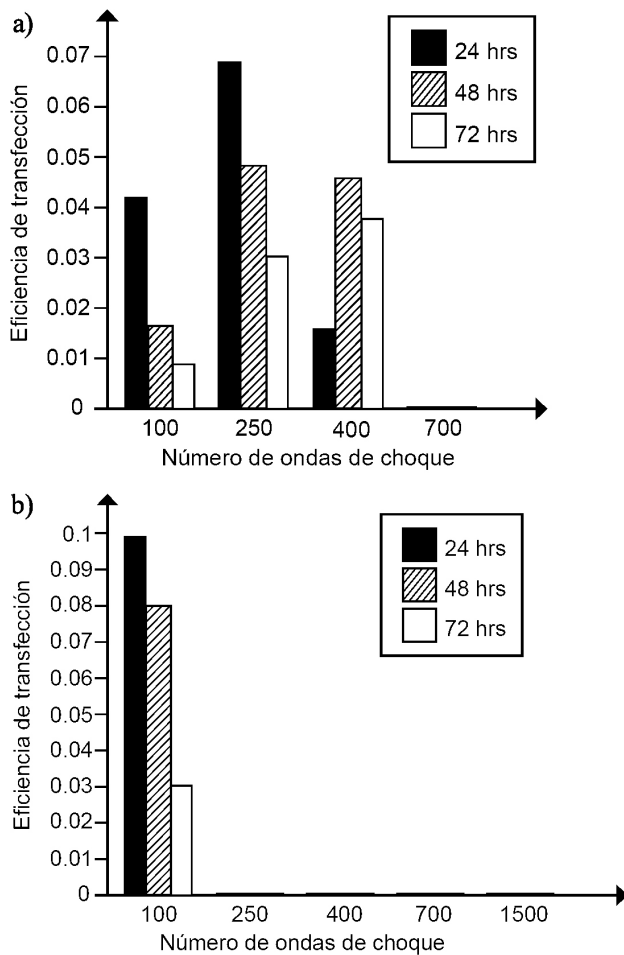 a)
Eficiencia de transfección
0.07
0.06
0.05
0.04
0.03
0.02
0.01
0
24 hrs
48 hrs
72 hrs
100 250 400 700
Número de ondas de choque
b)
Eficiencia de transfección
0.1
0.09
0.08
0.07
0.06
0.05
0.04
0.03
0.02
0.01
0
24 hrs
48 hrs
72 hrs
100 250 400 700 1500
Número de ondas de choque